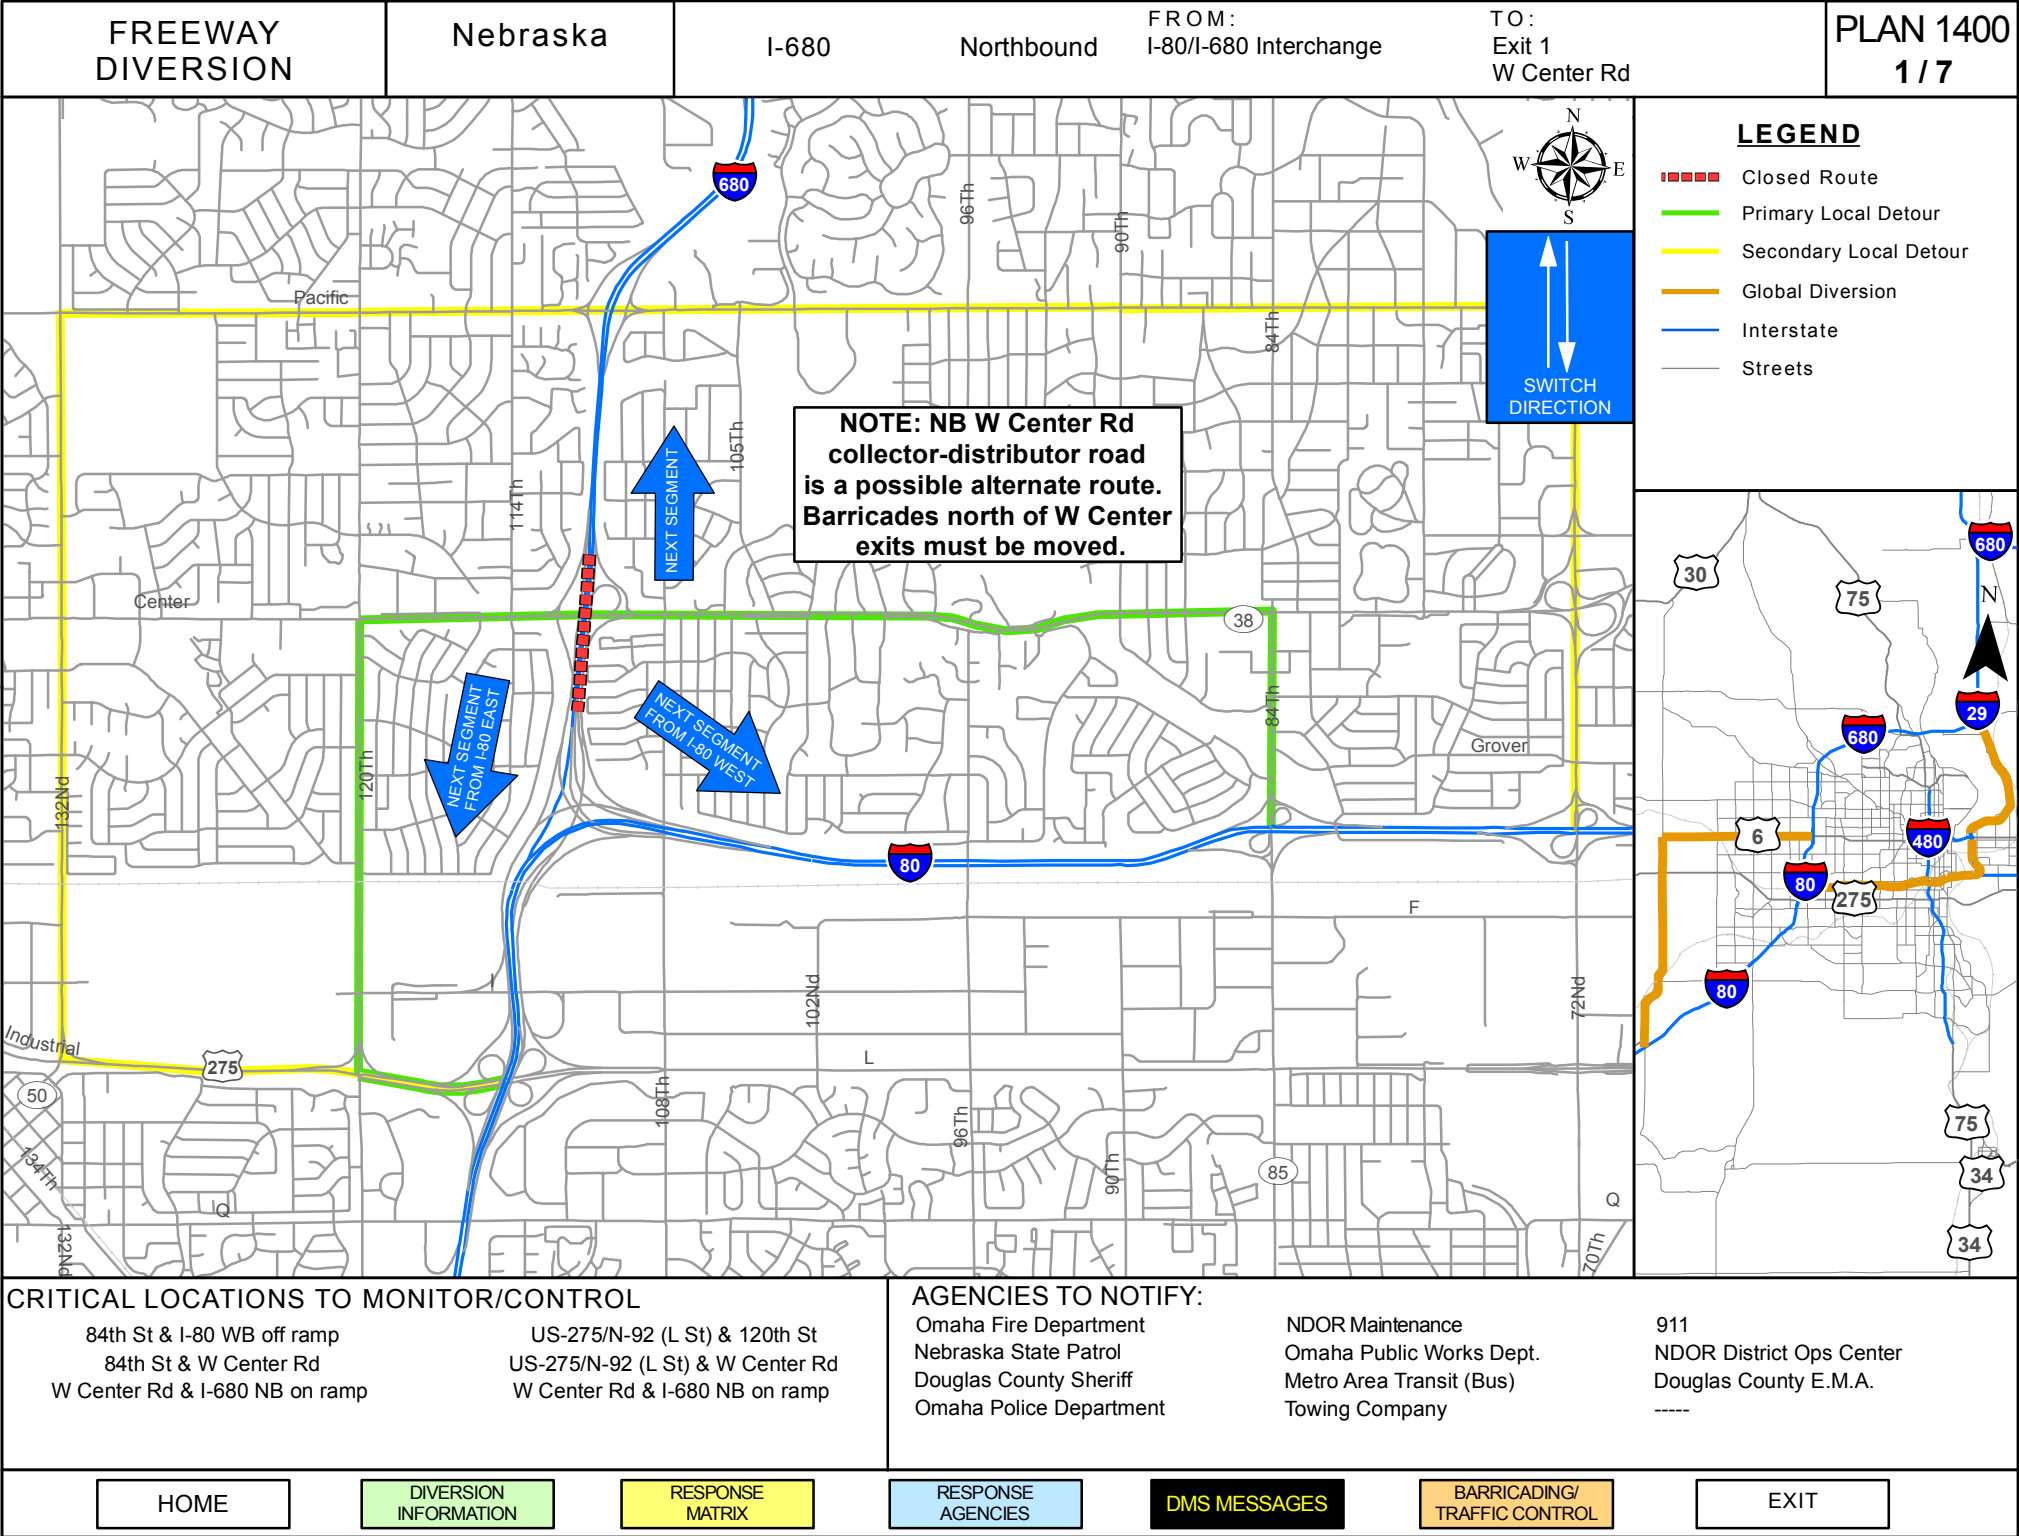 FREEWAY
DIVERSION
Nebraska
I-680
Northbound
FROM:
I-80/I-680 Interchange
TO:
Exit 1
W Center Rd
PLAN 1400
1 / 7
LEGEND
Closed Route
Primary Local Detour
Secondary Local Detour
Global Diversion
Interstate
Streets
N
W
E
S
SWITCH
DIRECTION
680
96Th
90Th
Pacific
84Th
105Th
114Th
NEXT SEGMENT
NOTE: NB W Center Rd
collector-distributor road
is a possible alternate route.
Barricades north of W Center
exits must be moved.
Center
38
NEXT SEGMENT
FROM I-80 EAST
NEXT SEGMENT
FROM I-80 WEST
84Th
Grover
132Nd
120Th
80
F
I
102Nd
72Nd
Industrial
275
L
50
108Th
96Th
90Th
85
134Th
Q
Q
132Nd
70Th
680
30
75
N
29
680
6
480
80
275
80
75
34
34
CRITICAL LOCATIONS TO MONITOR/CONTROL
84th St & I-80 WB off ramp
84th St & W Center Rd
W Center Rd & I-680 NB on ramp
US-275/N-92 (L St) & 120th St
US-275/N-92 (L St) & W Center Rd
W Center Rd & I-680 NB on ramp
AGENCIES TO NOTIFY:
Omaha Fire Department
Nebraska State Patrol
Douglas County Sheriff
Omaha Police Department
NDOR Maintenance
Omaha Public Works Dept.
Metro Area Transit (Bus)
Towing Company
911
NDOR District Ops Center
Douglas County E.M.A.
-----
HOME
DIVERSION
INFORMATION
RESPONSE
MATRIX
RESPONSE
AGENCIES
DMS MESSAGES
BARRICADING/
TRAFFIC CONTROL
EXIT